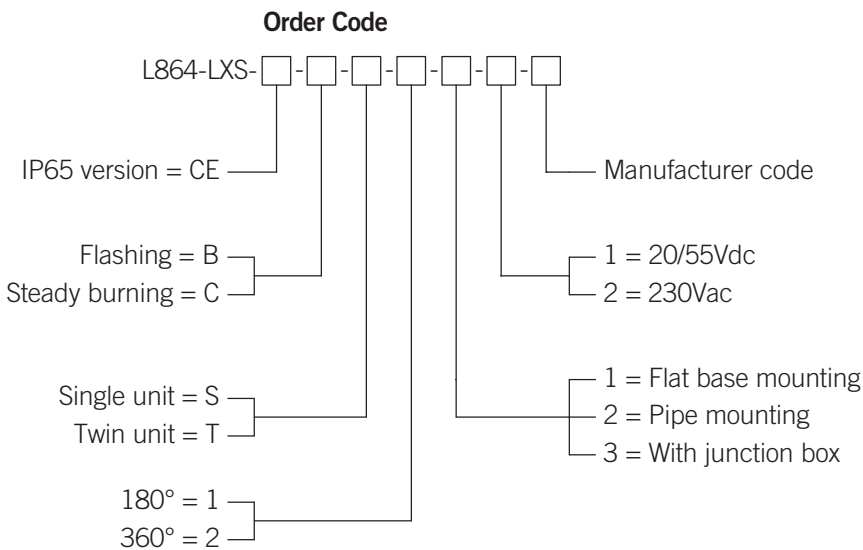 Order Code
L864-LXS- - - - - - -
IP65 version = CE
Manufacturer code
Flashing = B
Steady burning = C
1 = 20/55Vdc
2 = 230Vac
Single unit = S
Twin unit = T
1 = Flat base mounting
2 = Pipe mounting
3 = With junction box
180° = 1
360° = 2